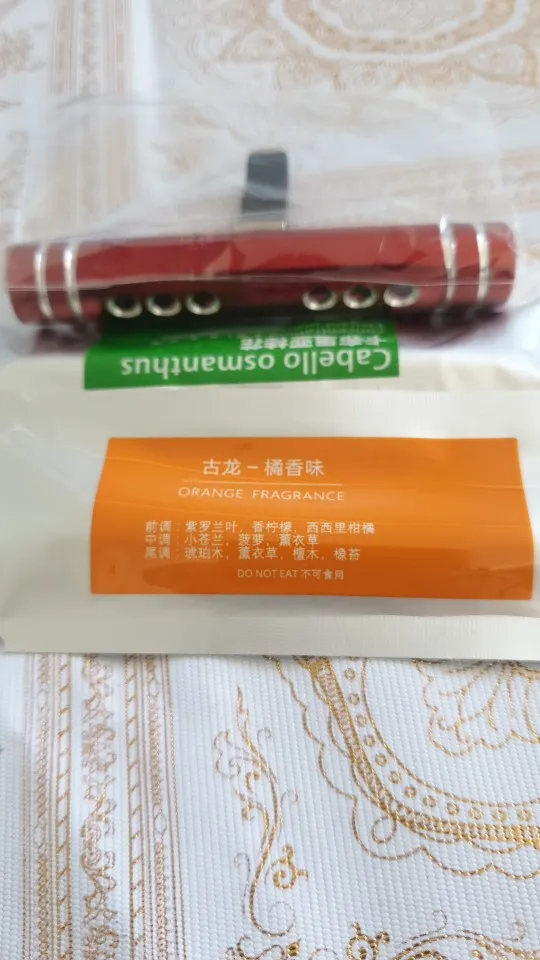 Cabello osmanthus
古龙－橘香味
ORANGE FRAGRANCE
前调：紫罗兰叶，香柠檬，西西里柑橘
中调：小苍兰，菠萝，薰衣草
尾调：琥珀木，薰衣草，檀木，橡苔
DO NOT EAT 不可食用